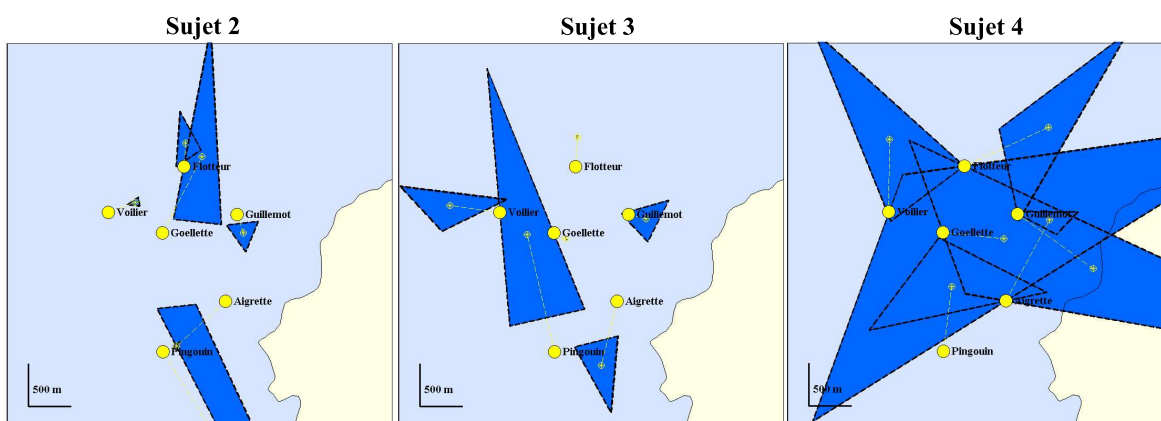 Sujet 2
Sujet 3
Sujet 4
Flotteur
Voilier
Guillemot
Goellette
Aigrette
Pingouin
500 m
Flotteur
Voilier
Guillemot
Goellette
Aigrette
Pingouin
500 m
Flotteur
Voilier
Guillemot
Goellette
Aigrette
Pingouin
500 m